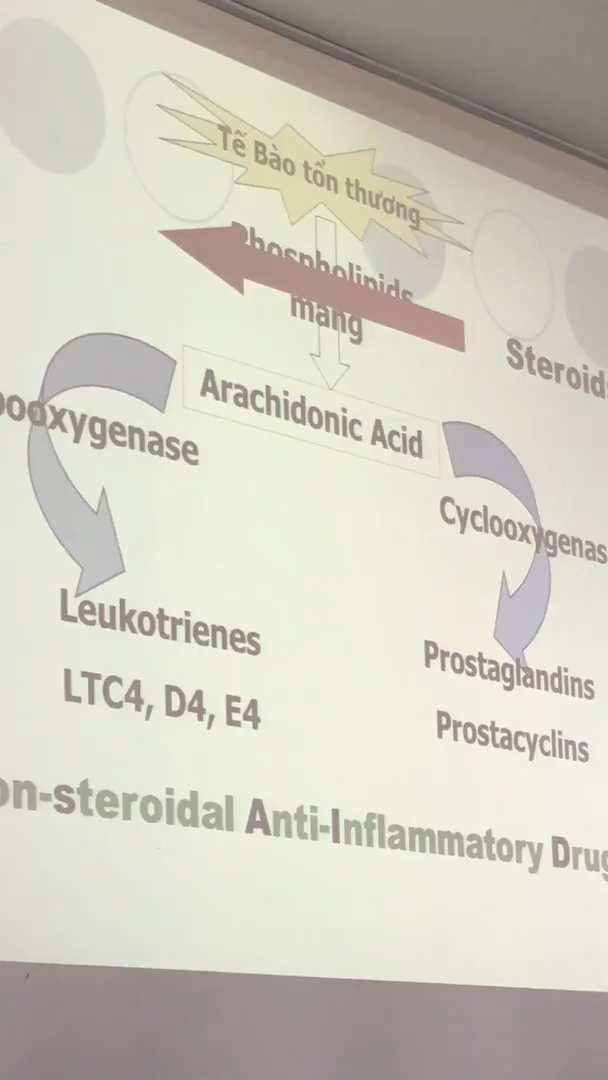 Tế Bào tổn thương
Phospholipids
màng
Steroid
Arachidonic Acid
ooxygenase
Cyclooxygenas
Leukotrienes
LTC4, D4, E4
Prostaglandins
Prostacyclins
on-steroidal Anti-Inflammatory Drug